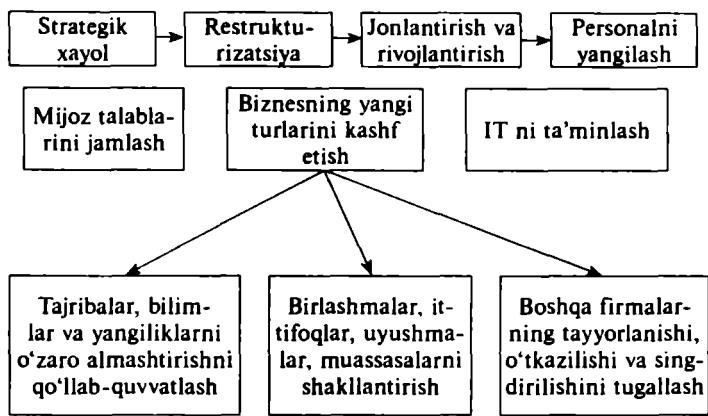 Strategik
xayol
Restruktu-
rizatsiya
Jonlantirish va
rivojlantirish
Personalni
yangilash
Mijoz talabla-
rini jamlash
Biznesning yangi
turlarini kashf
etish
IT ni ta'minlash
Tajribalar, bilim-
lar va yangiliklarni
o‘zaro almashtirishni
qo‘llab-quvvatlash
Birlashmalar, it-
tifoqlar, uyushma-
lar, muassasalarni
shakllantirish
Boshqa firmalar-
ning tayyorlanishi,
o‘tkazilishi va sing-
dirilishini tugallash